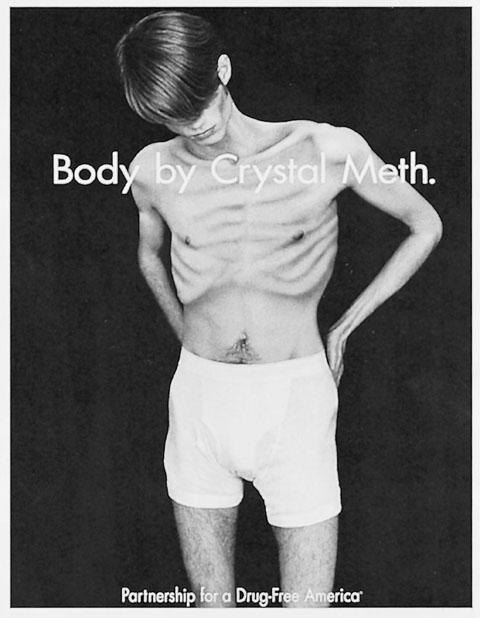 Body by Crystal Meth.
Partnership for a Drug-Free America®